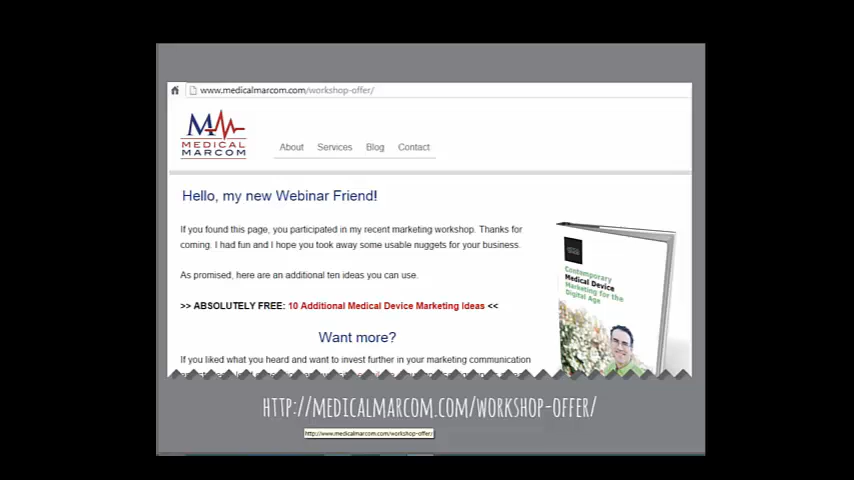 www.medicalmarcom.com/workshop-offer/
M
MEDICAL
MARCOM
About Services Blog Contact
Hello, my new Webinar Friend!
If you found this page, you participated in my recent marketing workshop. Thanks for
coming. I had fun and I hope you took away some usable nuggets for your business.
As promised, here are an additional ten ideas you can use.
>> ABSOLUTELY FREE: 10 Additional Medical Device Marketing Ideas <<
Want more?
If you liked what you heard and want to invest further in your marketing communication
Contemporary
Medical Device
Marketing for the
Digital Age
HTTP://MEDICALMARCOM.COM/WORKSHOP-OFFER/
http://www.medicalmarcom.com/workshop-offer/